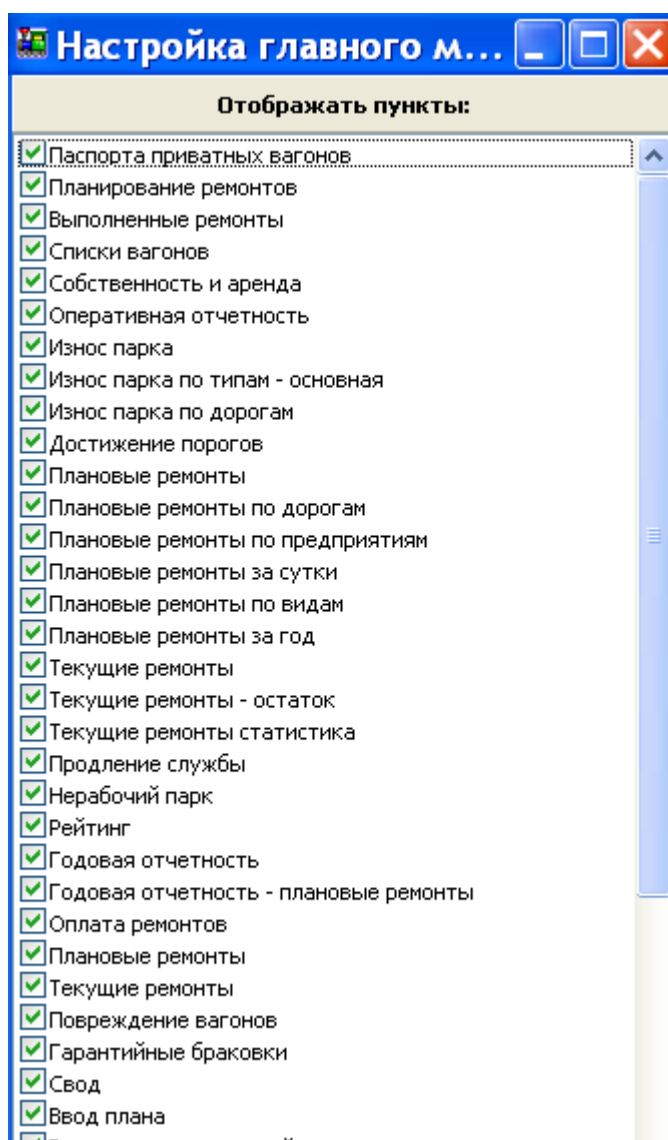 Настройка главного м...
Отображать пункты:
Паспорта приватных вагонов
Планирование ремонтов
Выполненные ремонты
Списки вагонов
Собственность и аренда
Оперативная отчетность
Износ парка
Износ парка по типам - основная
Износ парка по дорогам
Достижение порогов
Плановые ремонты
Плановые ремонты по дорогам
Плановые ремонты по предприятиям
Плановые ремонты за сутки
Плановые ремонты по видам
Плановые ремонты за год
Текущие ремонты
Текущие ремонты - остаток
Текущие ремонты статистика
Продление службы
Нерабочий парк
Рейтинг
Годовая отчетность
Годовая отчетность - плановые ремонты
Оплата ремонтов
Плановые ремонты
Текущие ремонты
Повреждение вагонов
Гарантийные браковки
Свод
Ввод плана